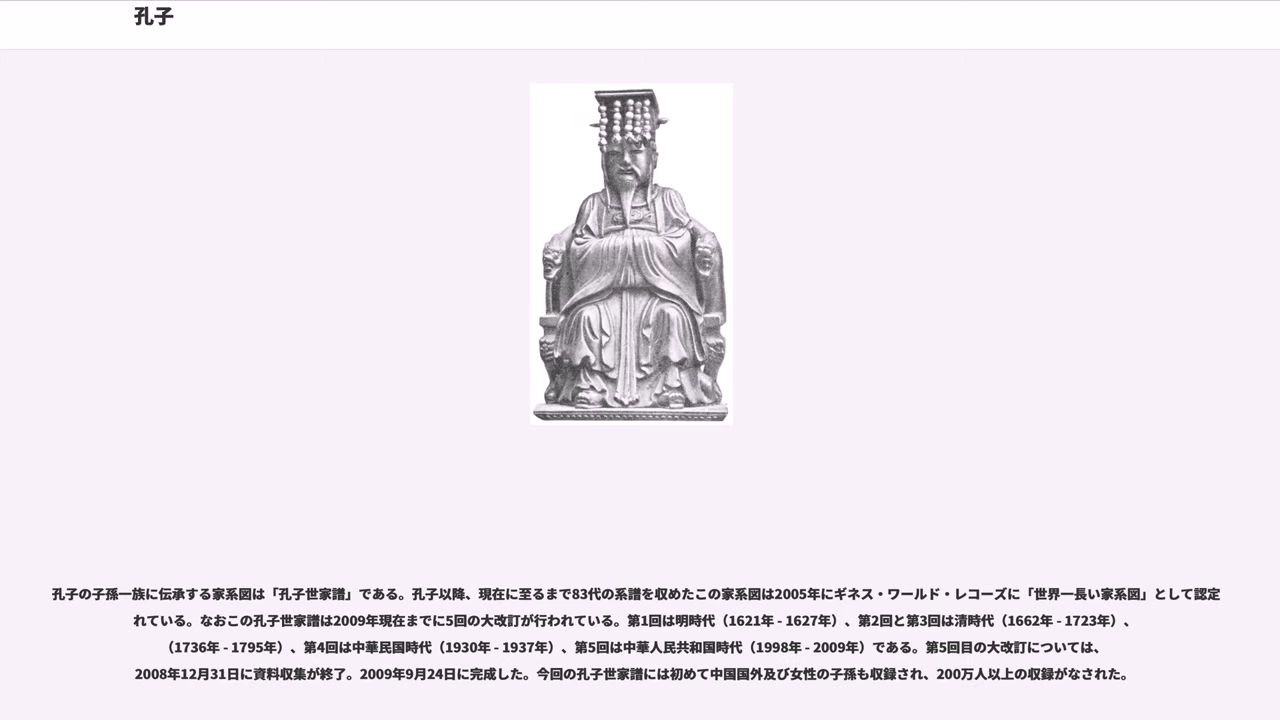 孔子
孔子の子孫一族に伝承する家系図は「孔子世家譜」である。孔子以降、現在に至るまで83代の系譜を収めたこの家系図は2005年にギネス・ワールド・レコーズに「世界一長い家系図」として認定
れている。なおこの孔子世家譜は2009年現在までに5回の大改訂が行われている。第1回は明時代（1621年 - 1627年）、第2回と第3回は清時代（1662年 - 1723年）、
（1736年 - 1795年）、第4回は中華民国時代（1930年 - 1937年）、第5回は中華人民共和国時代（1998年 - 2009年）である。第5回目の大改訂については、
2008年12月31日に資料収集が終了。2009年9月24日に完成した。今回の孔子世家譜には初めて中国国外及び女性の子孫も収録され、200万人以上の収録がなされた。